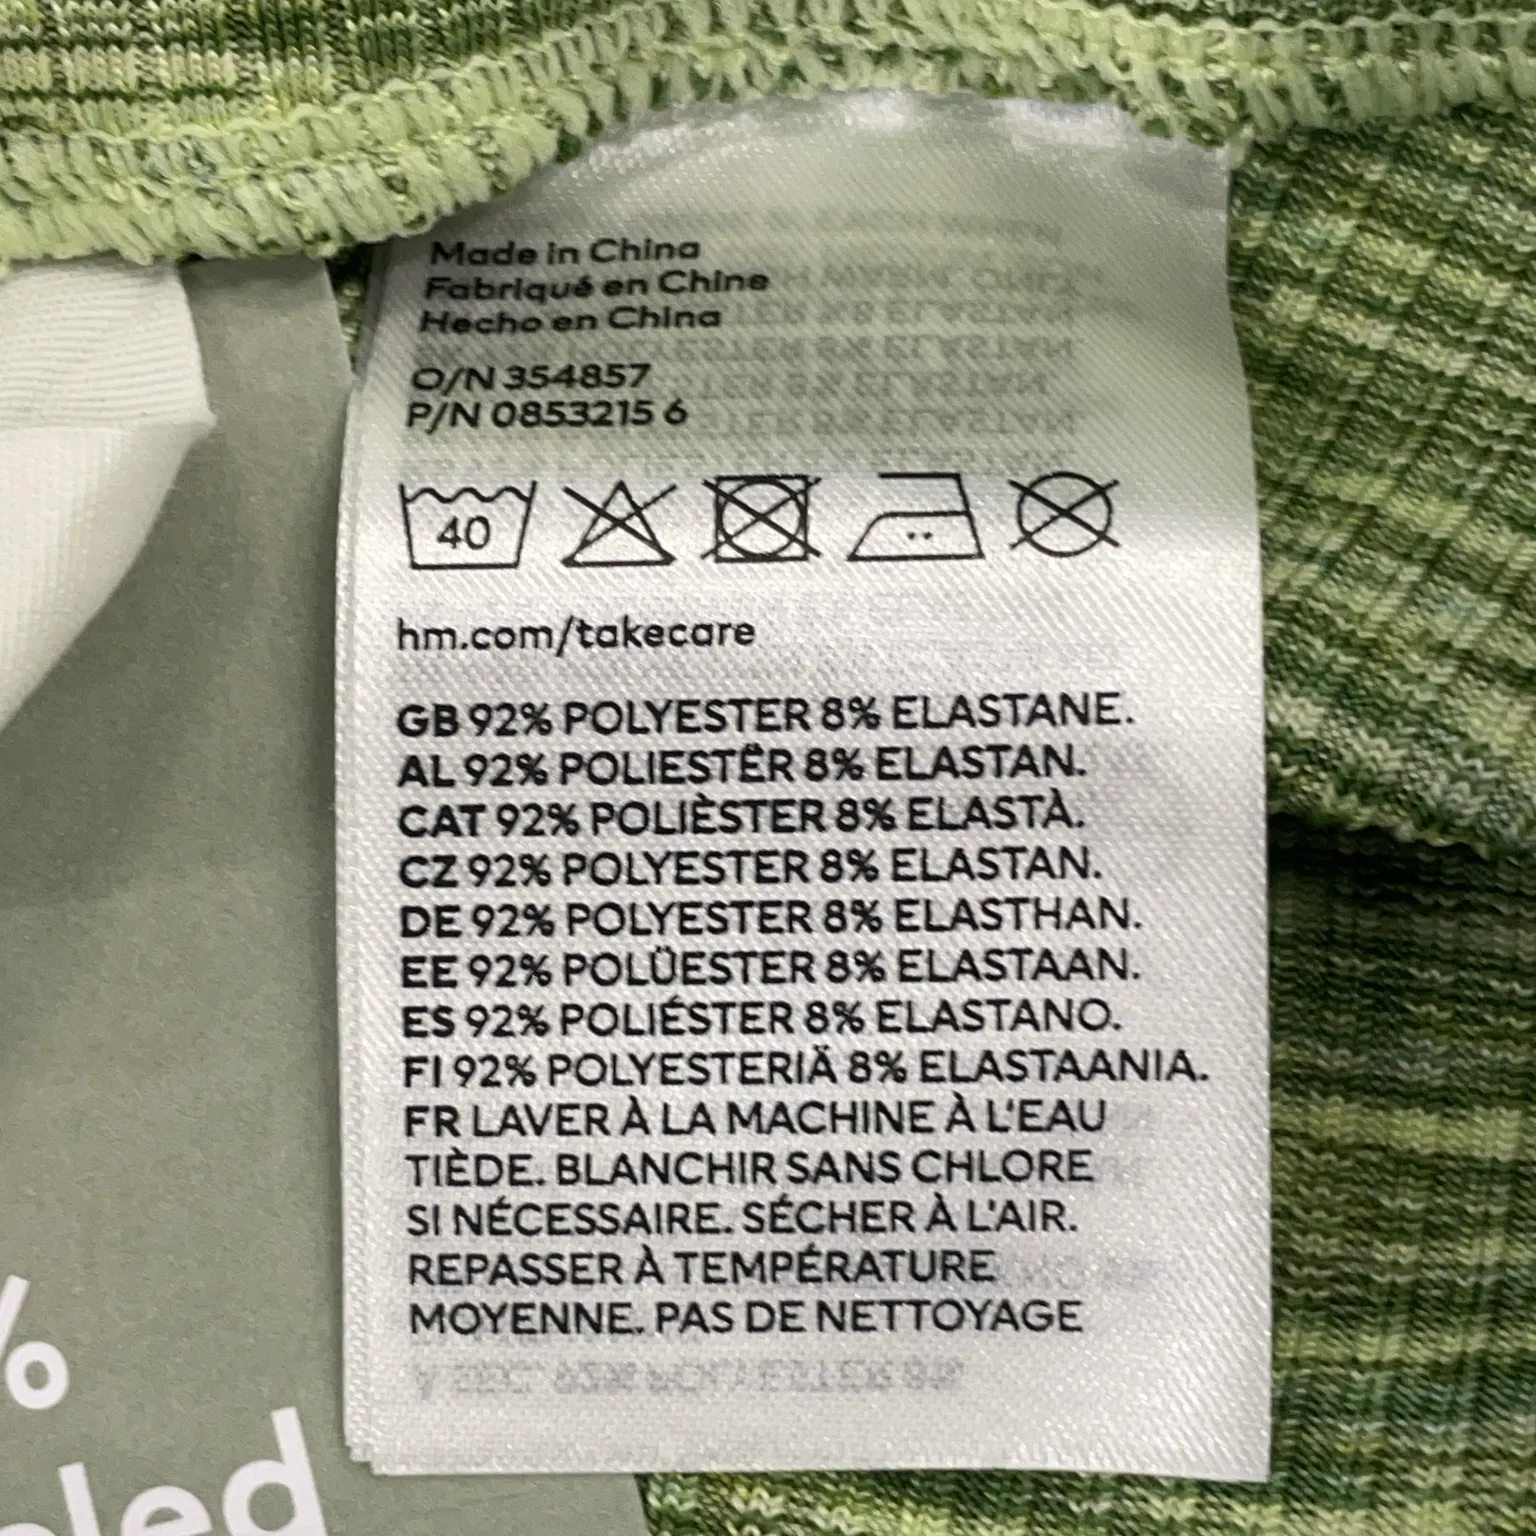 Made in China
Fabriqué en Chine
Hecho en China
O/N 354857
P/N 0853215 6
40
hm.com/takecare
GB 92% POLYESTER 8% ELASTANE.
AL 92% POLIESTËR 8% ELASTAN.
CAT 92% POLIÈSTER 8% ELASTÀ.
CZ 92% POLYESTER 8% ELASTAN.
DE 92% POLYESTER 8% ELASTHAN.
EE 92% POLÜESTER 8% ELASTAAN.
ES 92% POLIÉSTER 8% ELASTANO.
FI 92% POLYESTERIÄ 8% ELASTAANIA.
FR LAVER À LA MACHINE À L'EAU
TIÈDE. BLANCHIR SANS CHLORE
SI NÉCESSAIRE. SÉCHER À L'AIR.
REPASSER À TEMPÉRATURE
MOYENNE. PAS DE NETTOYAGE
%